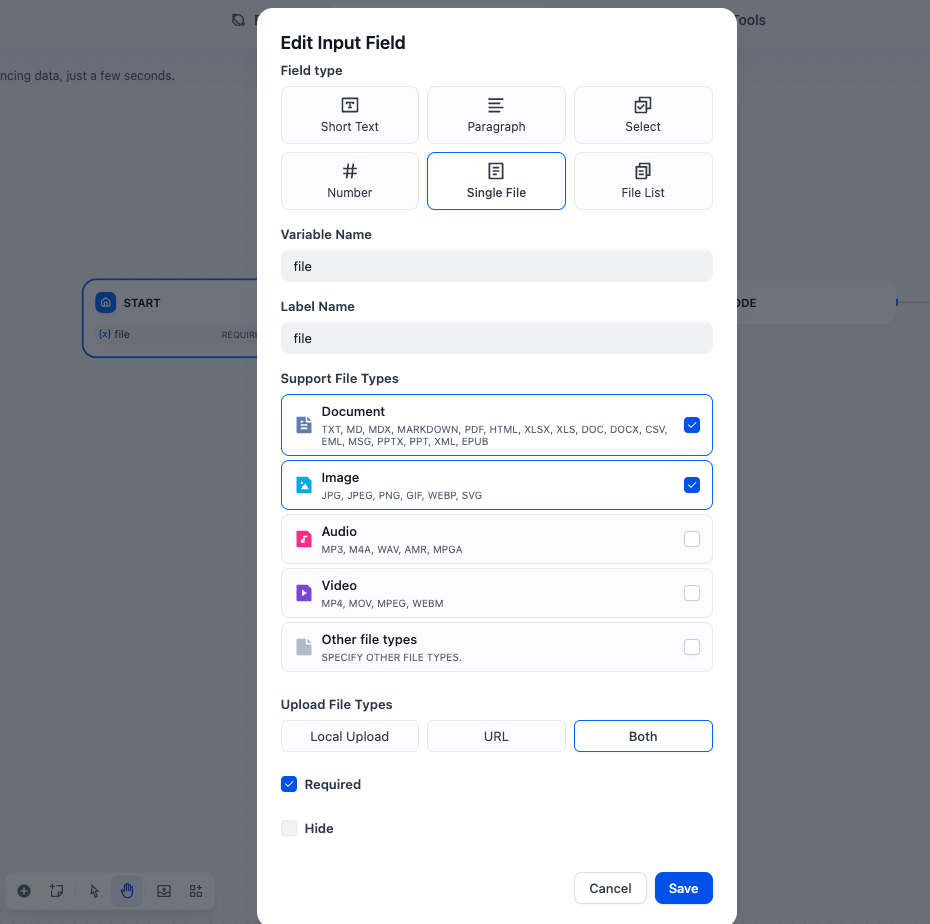 Tools
Edit Input Field
ncing data, just a few seconds.
Field type
Short Text
Paragraph
Select
Number
Single File
File List
Variable Name
file
START
ODE
{x} file
REQUIRE
Label Name
file
Support File Types
Document
TXT, MD, MDX, MARKDOWN, PDF, HTML, XLSX, XLS, DOC, DOCX, CSV,
EML, MSG, PPTX, PPT, XML, EPUB
Image
JPG, JPEG, PNG, GIF, WEBP, SVG
Audio
MP3, M4A, WAV, AMR, MPGA
Video
MP4, MOV, MPEG, WEBM
Other file types
SPECIFY OTHER FILE TYPES.
Upload File Types
Local Upload
URL
Both
Required
Hide
Cancel
Save